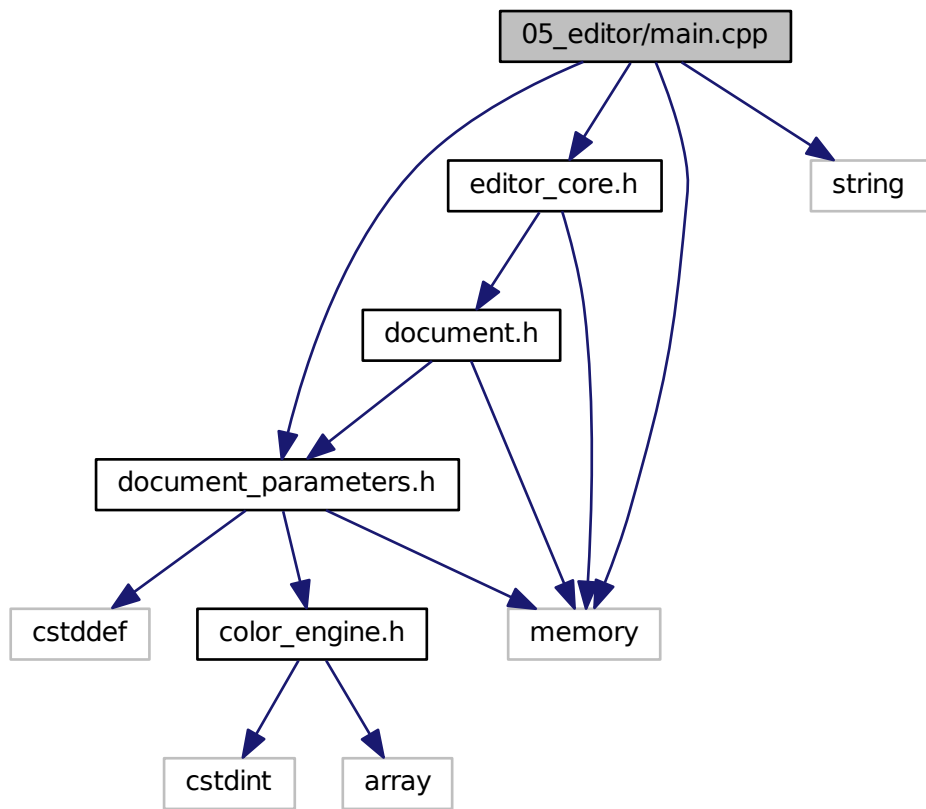 05_editor/main.cpp
editor_core.h
string
document.h
document_parameters.h
cstddef
color_engine.h
memory
cstdint
array